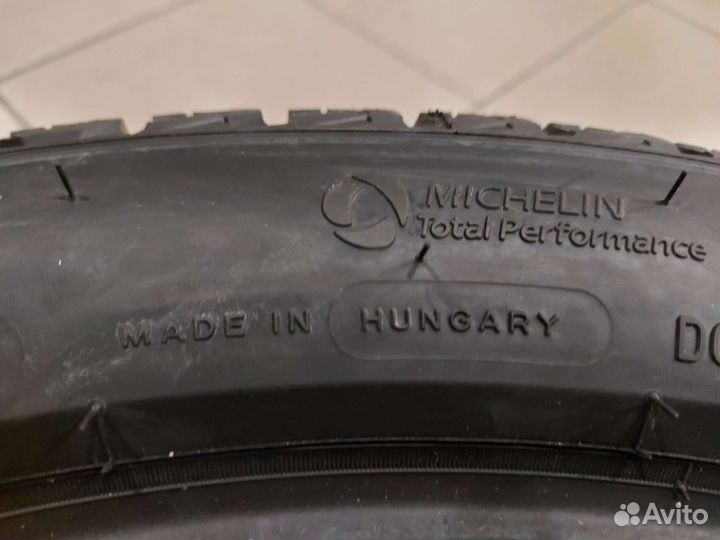 MICHELIN
Total Performance
MADE IN HUNGARY
Avito